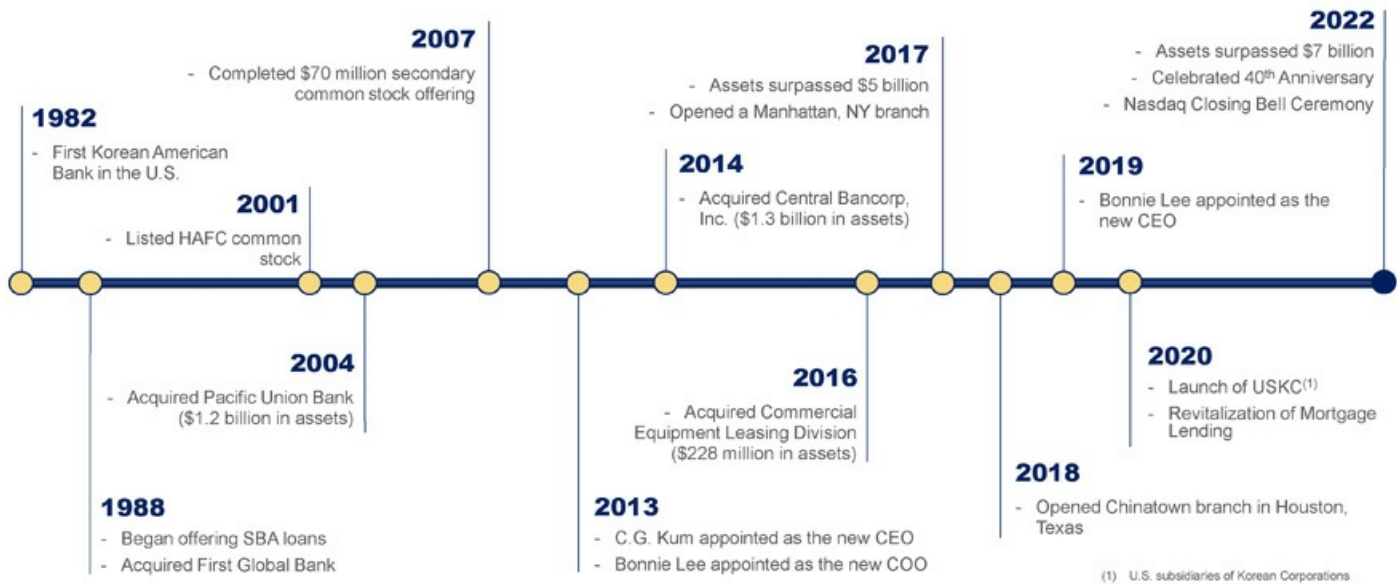 1982
- First Korean American
Bank in the U.S.
1988
- Began offering SBA loans
- Acquired First Global Bank
2001
- Listed HAFC common
stock
2004
- Acquired Pacific Union Bank
($1.2 billion in assets)
2007
- Completed $70 million secondary
common stock offering
2013
- C.G. Kum appointed as the new CEO
- Bonnie Lee appointed as the new COO
2014
- Acquired Central Bancorp,
Inc. ($1.3 billion in assets)
2016
- Acquired Commercial
Equipment Leasing Division
($228 million in assets)
2017
- Assets surpassed $5 billion
- Opened a Manhattan, NY branch
2018
- Opened Chinatown branch in Houston,
Texas
2019
- Bonnie Lee appointed as the
new CEO
2020
- Launch of USKC(1)
- Revitalization of Mortgage
Lending
2022
- Assets surpassed $7 billion
- Celebrated 40th Anniversary
- Nasdaq Closing Bell Ceremony
(1) U.S. subsidiaries of Korean Corporations